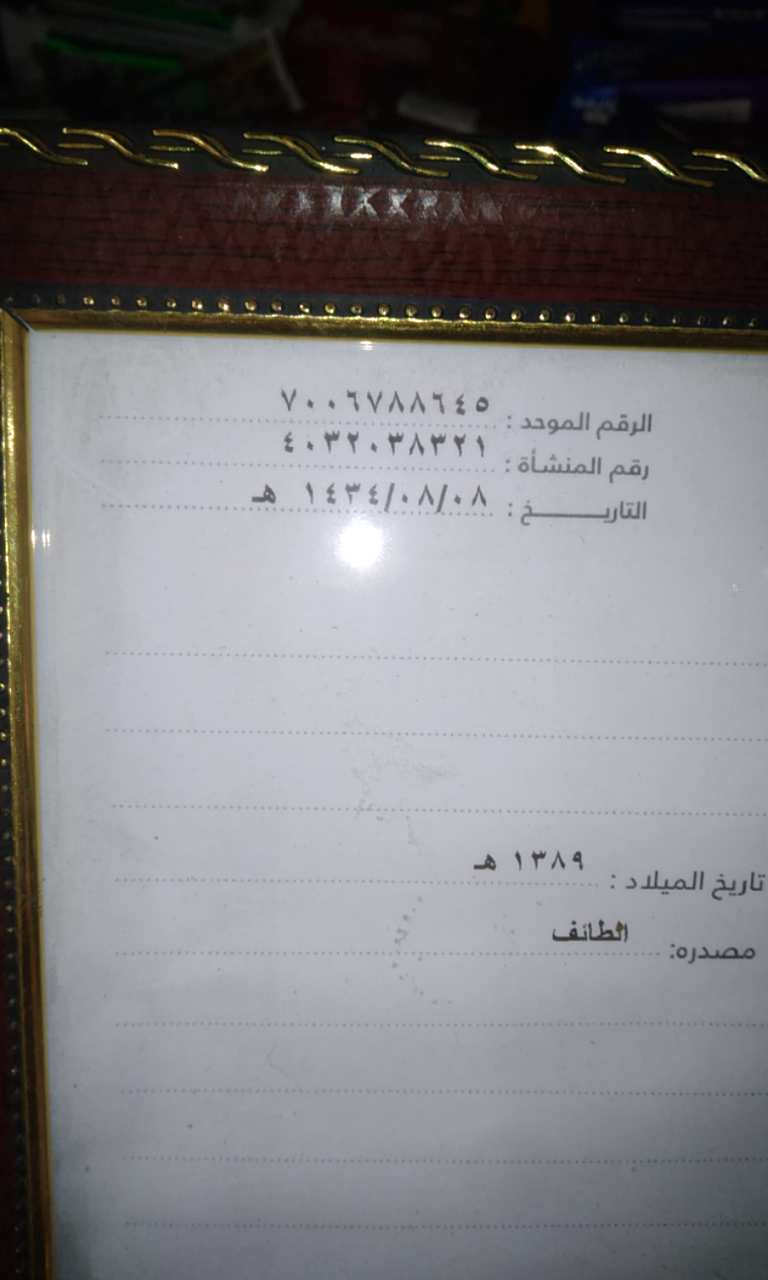 الرقم الموحد : ٧٠٠٦٧٨٨٦٤٥
رقم المنشأة : ٤٠٣٢٠٣٨٣٢١
التاريـــــــخ : ١٤٣٤/٠٨/٠٨ هـ
تاريخ الميلاد : ١٣٨٩ هـ
مصدره: الطائف